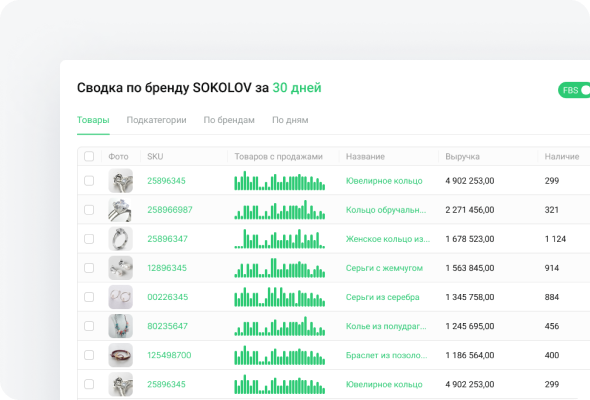 Сводка по бренду SOKOLOV за 30 дней
FBS
Товары Подкатегории По брендам По дням
Фото SKU Товаров с продажами Название Выручка Наличие
25896345 Ювелирное кольцо 4 902 253,00 299
258966987 Кольцо обручальн... 2 271 456,00 321
25896347 Женское кольцо из... 1 678 523,00 1 124
12896345 Серьги с жемчугом 1 563 845,00 914
00226345 Серьги из серебра 1 345 758,00 884
80235647 Колье из полудраг... 1 245 695,00 456
125498700 Браслет из позоло... 1 186 564,00 400
25896345 Ювелирное кольцо 4 902 253,00 299